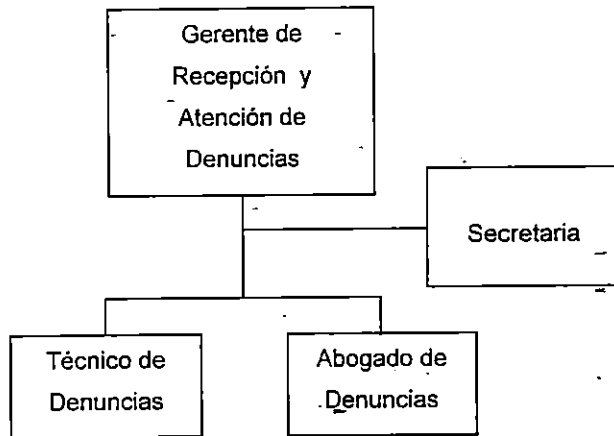 Gerente de
Recepción y
Atención de
Denuncias
Secretaria
Técnico de
Denuncias
Abogado de
Denuncias